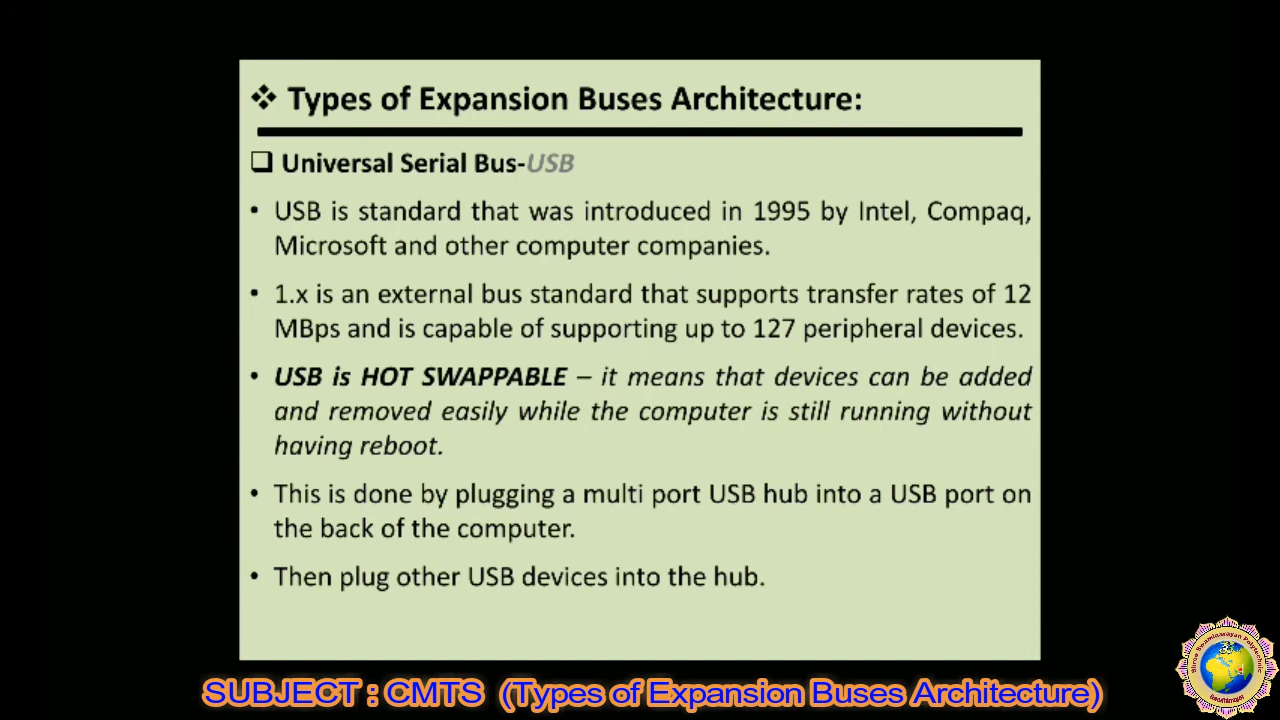 ❖ Types of Expansion Buses Architecture:
❑ Universal Serial Bus-USB
• USB is standard that was introduced in 1995 by Intel, Compaq,
Microsoft and other computer companies.
• 1.x is an external bus standard that supports transfer rates of 12
MBps and is capable of supporting up to 127 peripheral devices.
• USB is HOT SWAPPABLE – it means that devices can be added
and removed easily while the computer is still running without
having reboot.
• This is done by plugging a multi port USB hub into a USB port on
the back of the computer.
• Then plug other USB devices into the hub.
SUBJECT : CMTS (Types of Expansion Buses Architecture)